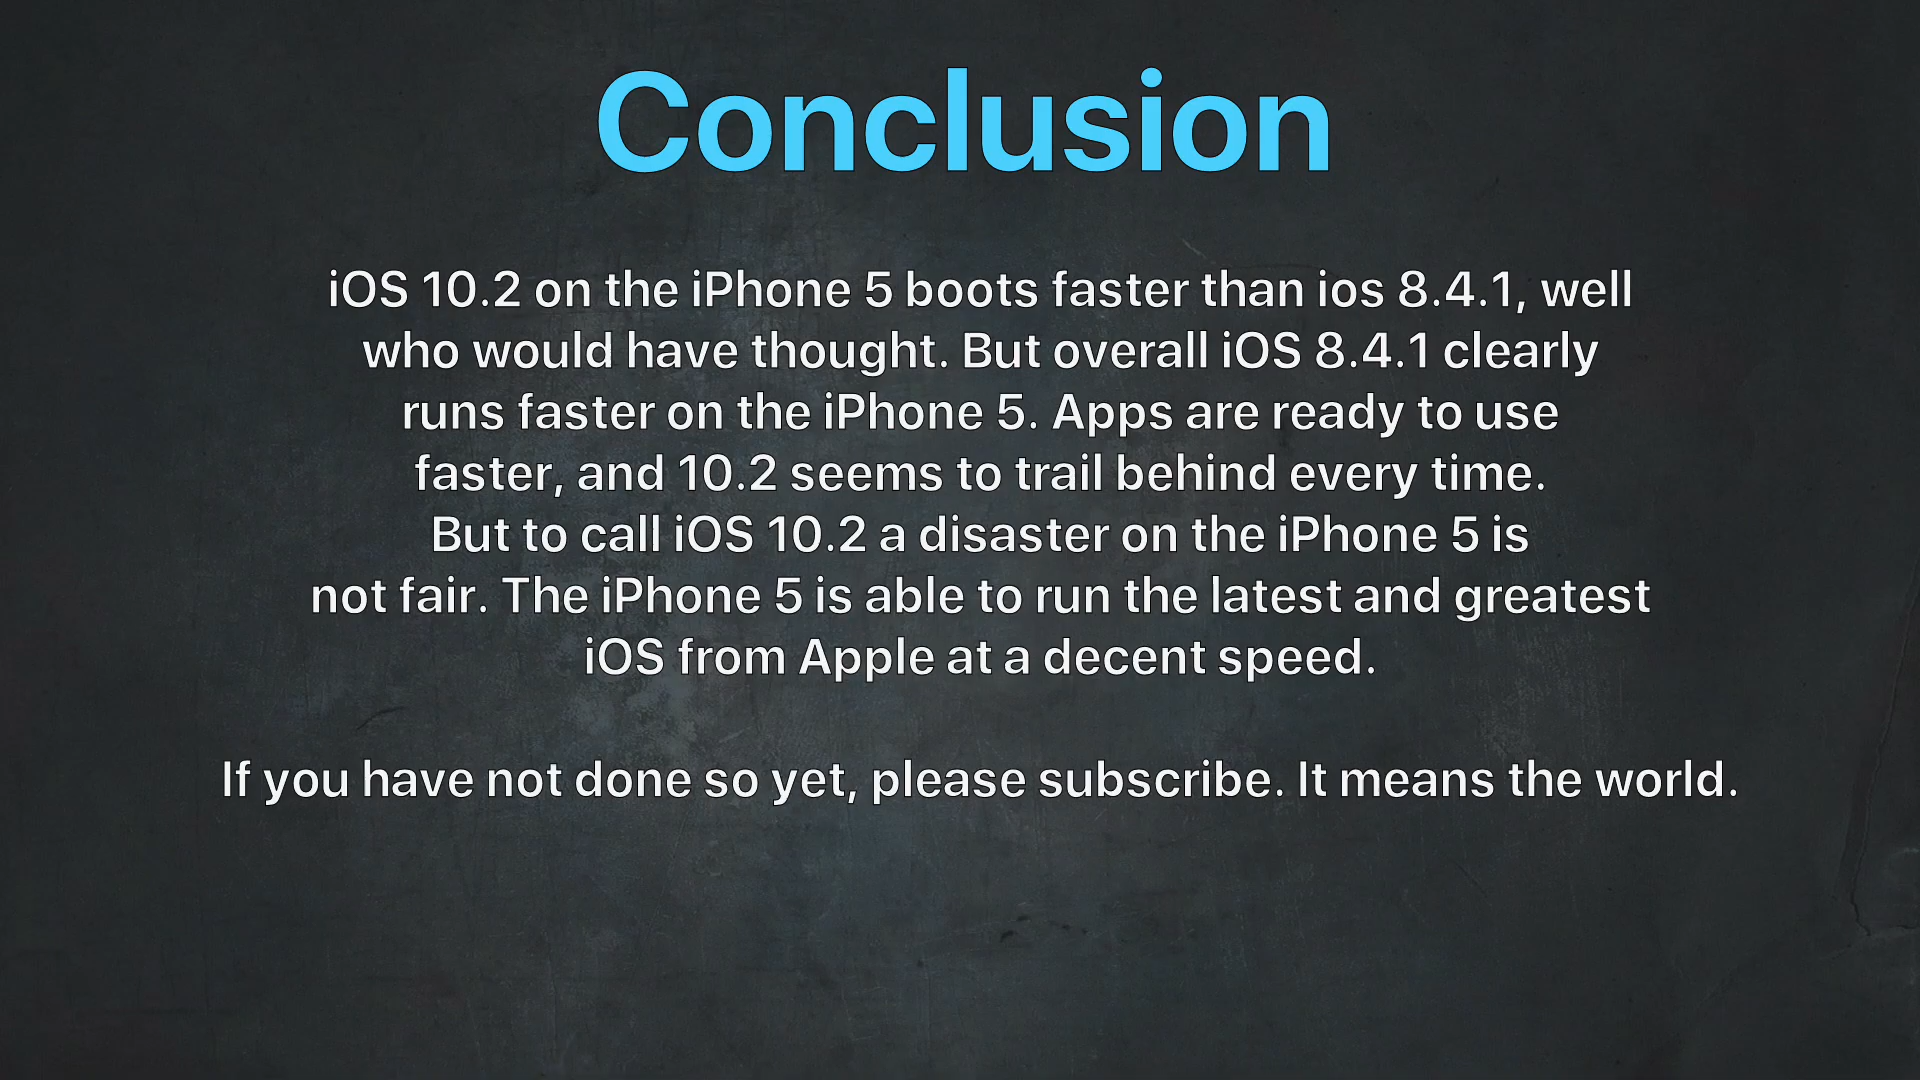 Conclusion
iOS 10.2 on the iPhone 5 boots faster than ios 8.4.1, well
who would have thought. But overall iOS 8.4.1 clearly
runs faster on the iPhone 5. Apps are ready to use
faster, and 10.2 seems to trail behind every time.
But to call iOS 10.2 a disaster on the iPhone 5 is
not fair. The iPhone 5 is able to run the latest and greatest
iOS from Apple at a decent speed.
If you have not done so yet, please subscribe. It means the world.